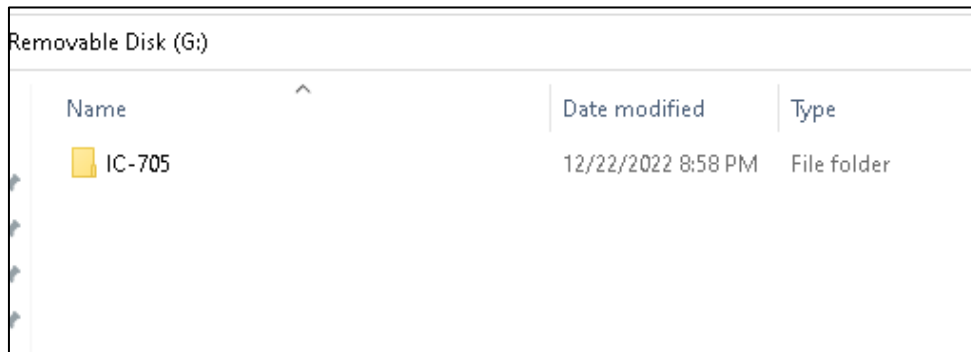 Removable Disk (G:)
Name Date modified Type
IC-705 12/22/2022 8:58 PM File folder